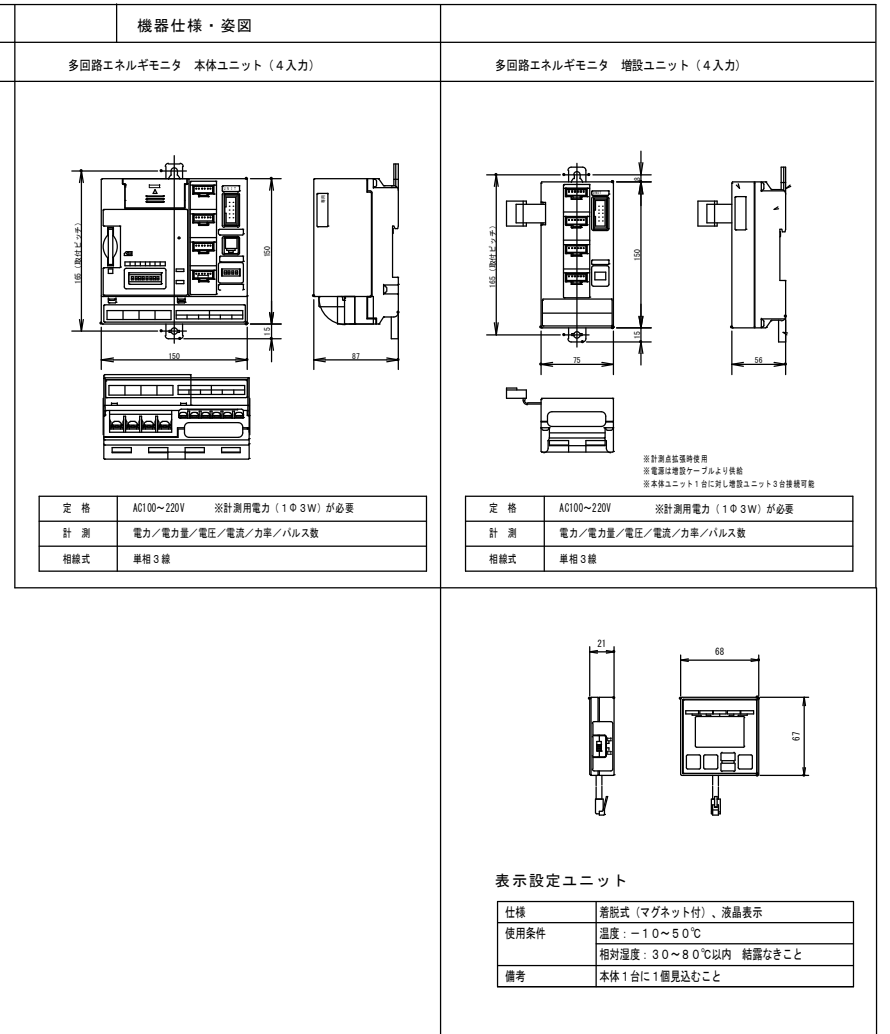 機器仕様・姿図
多回路エネルギモニタ 本体ユニット（４入力）
165（取付ピッチ）
150
15
150
87
定 格 AC100～220V ※計測用電力（１Φ３W）が必要
計 測 電力／電力量／電圧／電流／力率／パルス数
相線式 単相３線
多回路エネルギモニタ 増設ユニット（４入力）
165（取付ピッチ）
8
150
15
75
56
※計測点拡張時使用
※電源は増設ケーブルより供給
※本体ユニット１台に対し増設ユニット３台接続可能
定 格 AC100～220V ※計測用電力（１Φ３W）が必要
計 測 電力／電力量／電圧／電流／力率／パルス数
相線式 単相３線
21
68
67
表示設定ユニット
仕様 着脱式（マグネット付）、液晶表示
使用条件 温度：－１０～５０℃
相対湿度：３０～８０℃以内 結露なきこと
備考 本体１台に１個見込むこと